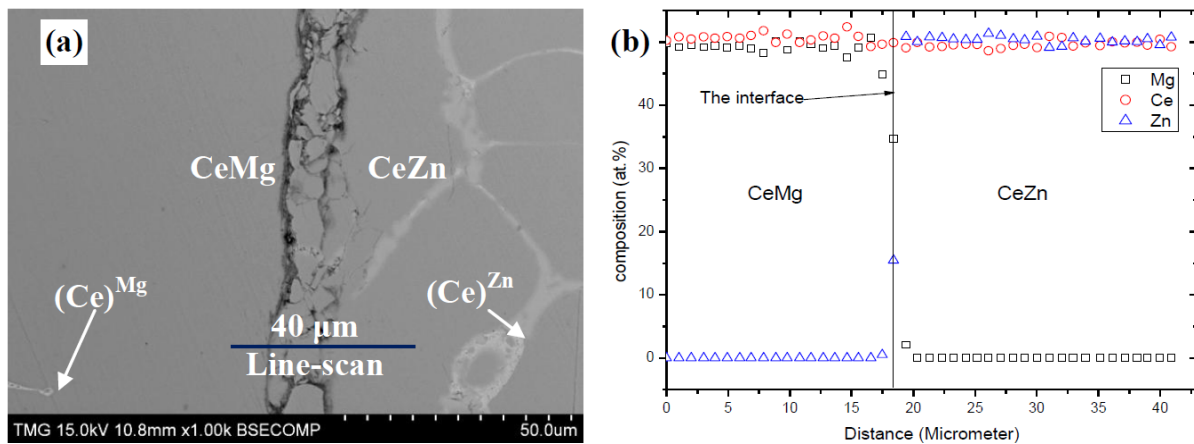 (a)
CeMg
CeZn
(Ce)Mg
(Ce)Zn
40 µm
Line-scan
TMG 15.0kV 10.8mm x1.00k BSECOMP
50.0um
(b)
50
40
30
20
10
0
composition (at.%)
The interface
Mg
Ce
Zn
CeMg
CeZn
0 5 10 15 20 25 30 35 40
Distance (Micrometer)